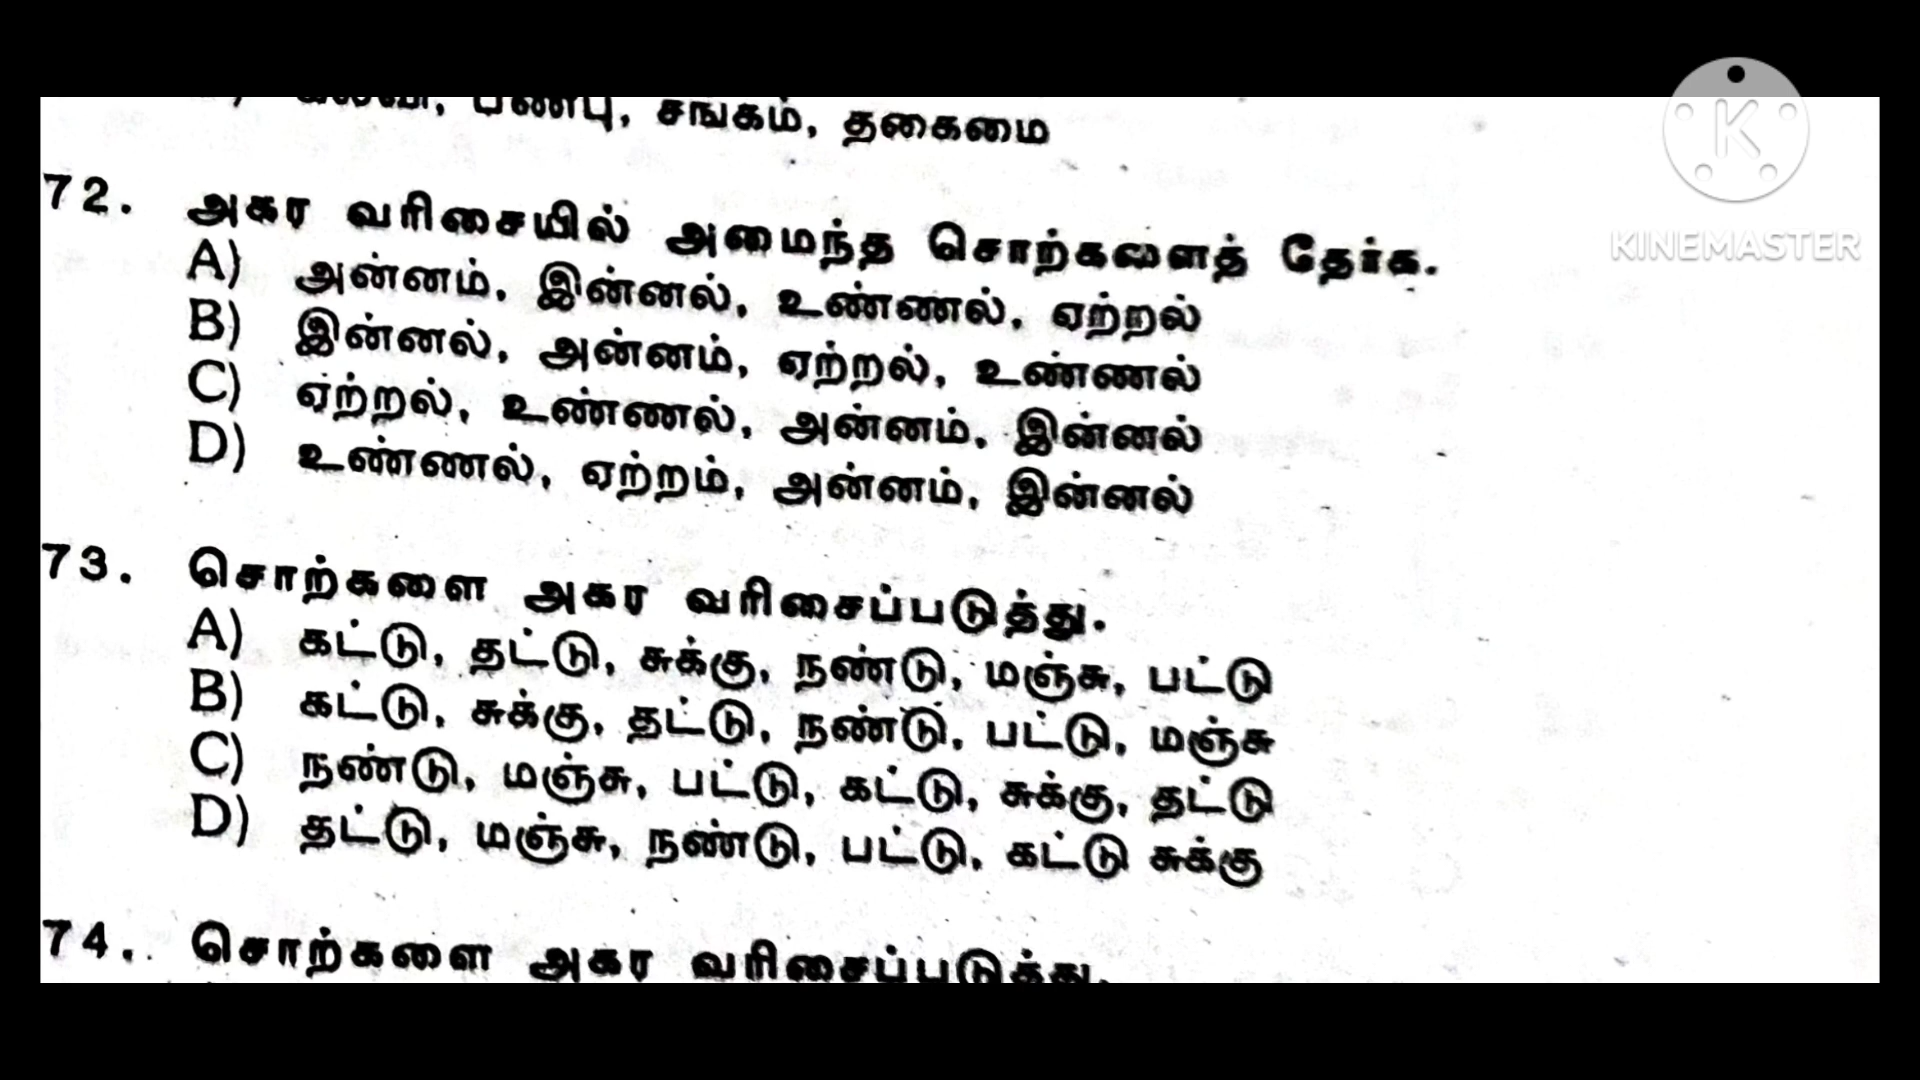 பண்பு, சங்கம், தகைமை
72. அகர வரிசையில் அமைந்த சொற்களைத் தேர்க.
A) அன்னம், இன்னல், உண்ணல், ஏற்றல்
B) இன்னல், அன்னம், ஏற்றல், உண்ணல்
C) ஏற்றல், உண்ணல், அன்னம், இன்னல்
D) உண்ணல், ஏற்றம், அன்னம், இன்னல்
73. சொற்களை அகர வரிசைப்படுத்து.
A) கட்டு, தட்டு, சுக்கு, நண்டு, மஞ்சு, பட்டு
B) கட்டு, சுக்கு, தட்டு, நண்டு, பட்டு, மஞ்சு
C) நண்டு, மஞ்சு, பட்டு, கட்டு, சுக்கு, தட்டு
D) தட்டு, மஞ்சு, நண்டு, பட்டு, கட்டு சுக்கு
74. சொற்களை அகர வரிசைப்படுத்து.
K
KINEMASTER